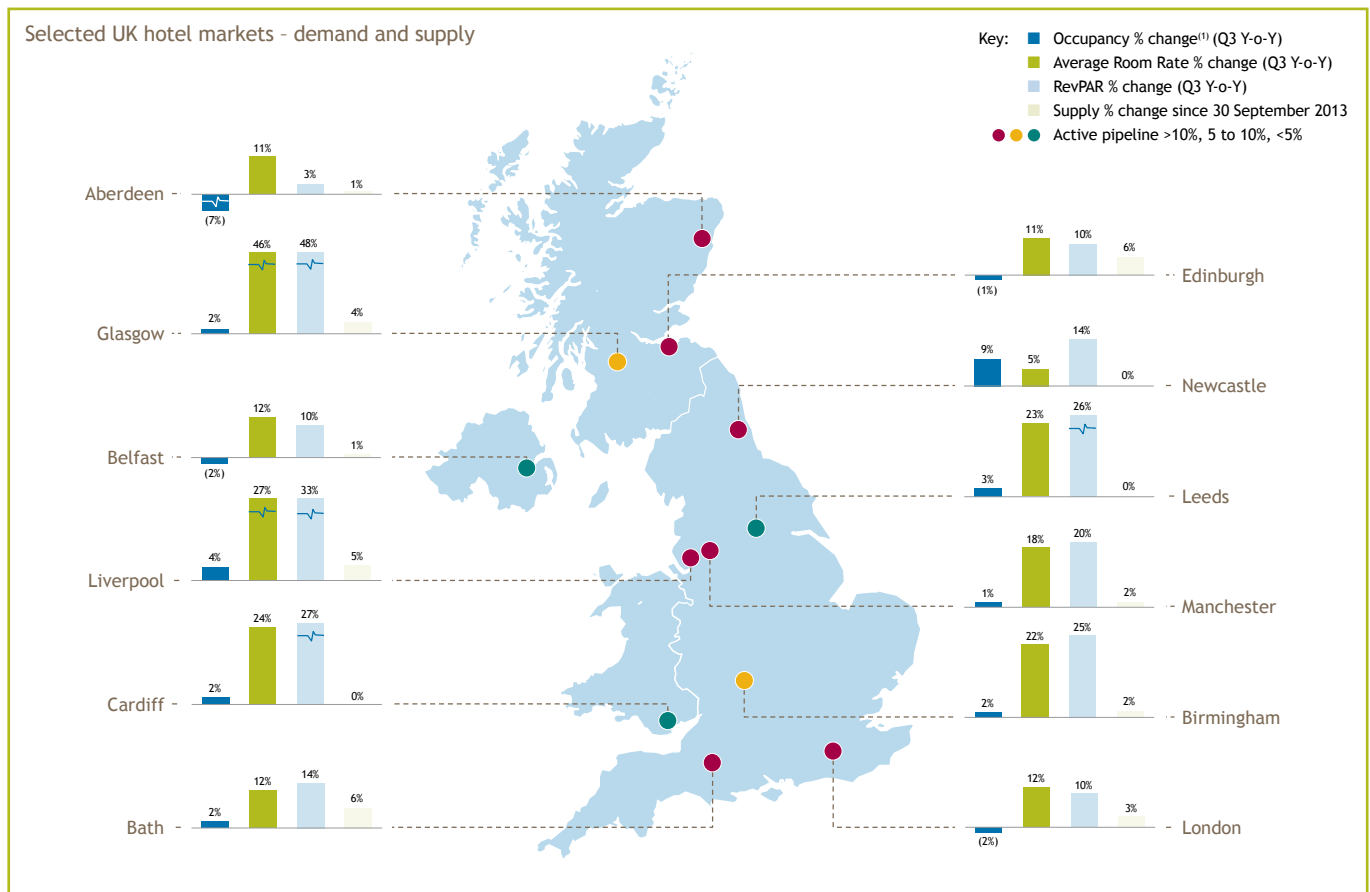 Selected UK hotel markets – demand and supply
Key:
Occupancy % change(1) (Q3 Y-o-Y)
Average Room Rate % change (Q3 Y-o-Y)
RevPAR % change (Q3 Y-o-Y)
Supply % change since 30 September 2013
Active pipeline >10%, 5 to 10%, <5%
Aberdeen
(7%)
11%
3%
1%
Glasgow
2%
46%
48%
4%
Belfast
(2%)
12%
10%
1%
Liverpool
4%
27%
33%
5%
Cardiff
2%
24%
27%
0%
Bath
2%
12%
14%
6%
(1%)
11%
10%
6%
Edinburgh
9%
5%
14%
0%
Newcastle
3%
23%
26%
0%
Leeds
1%
18%
20%
2%
Manchester
2%
22%
25%
2%
Birmingham
(2%)
12%
10%
3%
London